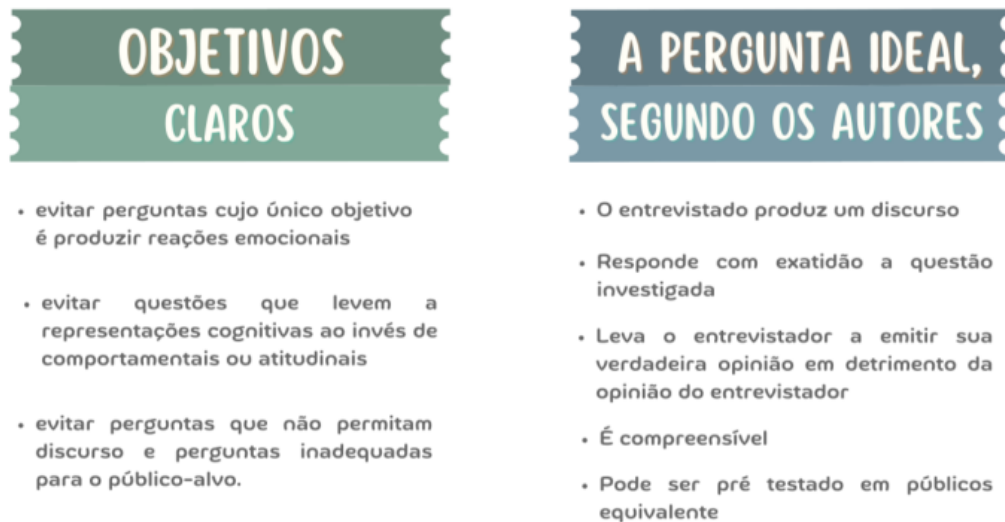 OBJETIVOS
CLAROS
• evitar perguntas cujo único objetivo
é produzir reações emocionais
• evitar questões que levem a
representações cognitivas ao invés de
comportamentais ou atitudinais
• evitar perguntas que não permitam
discurso e perguntas inadequadas
para o público-alvo.
A PERGUNTA IDEAL,
SEGUNDO OS AUTORES
• O entrevistado produz um discurso
• Responde com exatidão a questão
investigada
• Leva o entrevistador a emitir sua
verdadeira opinião em detrimento da
opinião do entrevistador
• É compreensível
• Pode ser pré testado em públicos
equivalente